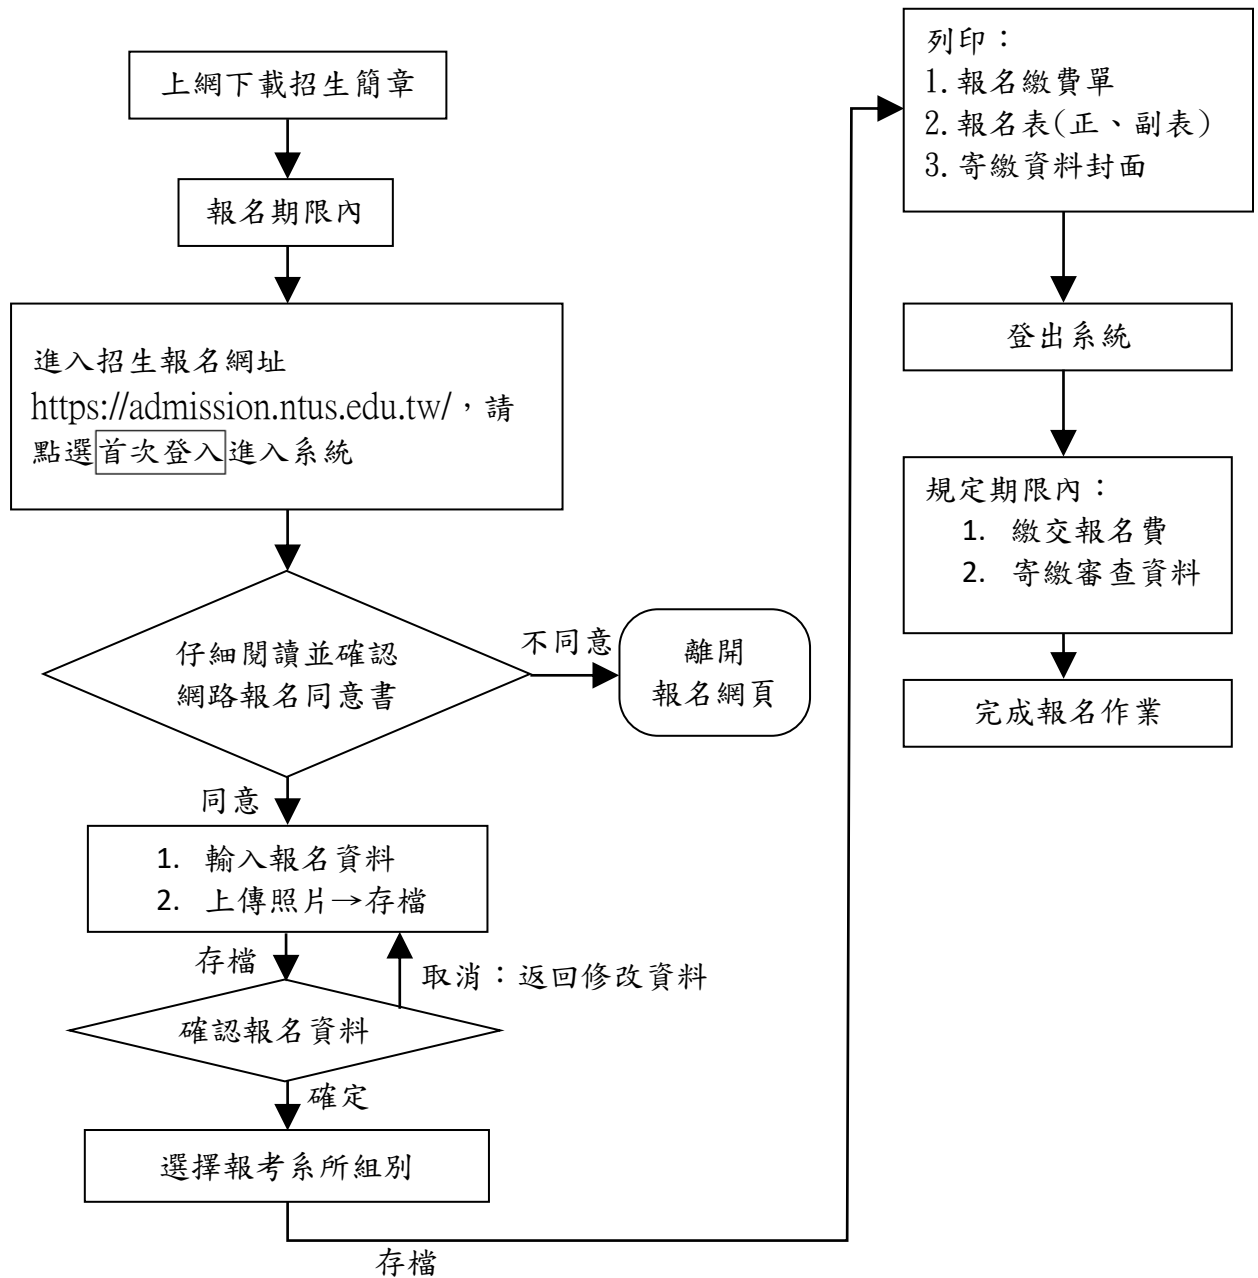 上網下載招生簡章
報名期限內
進入招生報名網址
https://admission.ntus.edu.tw/，請
點選首次登入進入系統
仔細閱讀並確認
網路報名同意書
不同意
離開
報名網頁
同意
1. 輸入報名資料
2. 上傳照片→存檔
存檔
取消：返回修改資料
確認報名資料
確定
選擇報考系所組別
存檔
列印：
1.報名繳費單
2.報名表(正、副表)
3.寄繳資料封面
登出系統
規定期限內：
1. 繳交報名費
2. 寄繳審查資料
完成報名作業